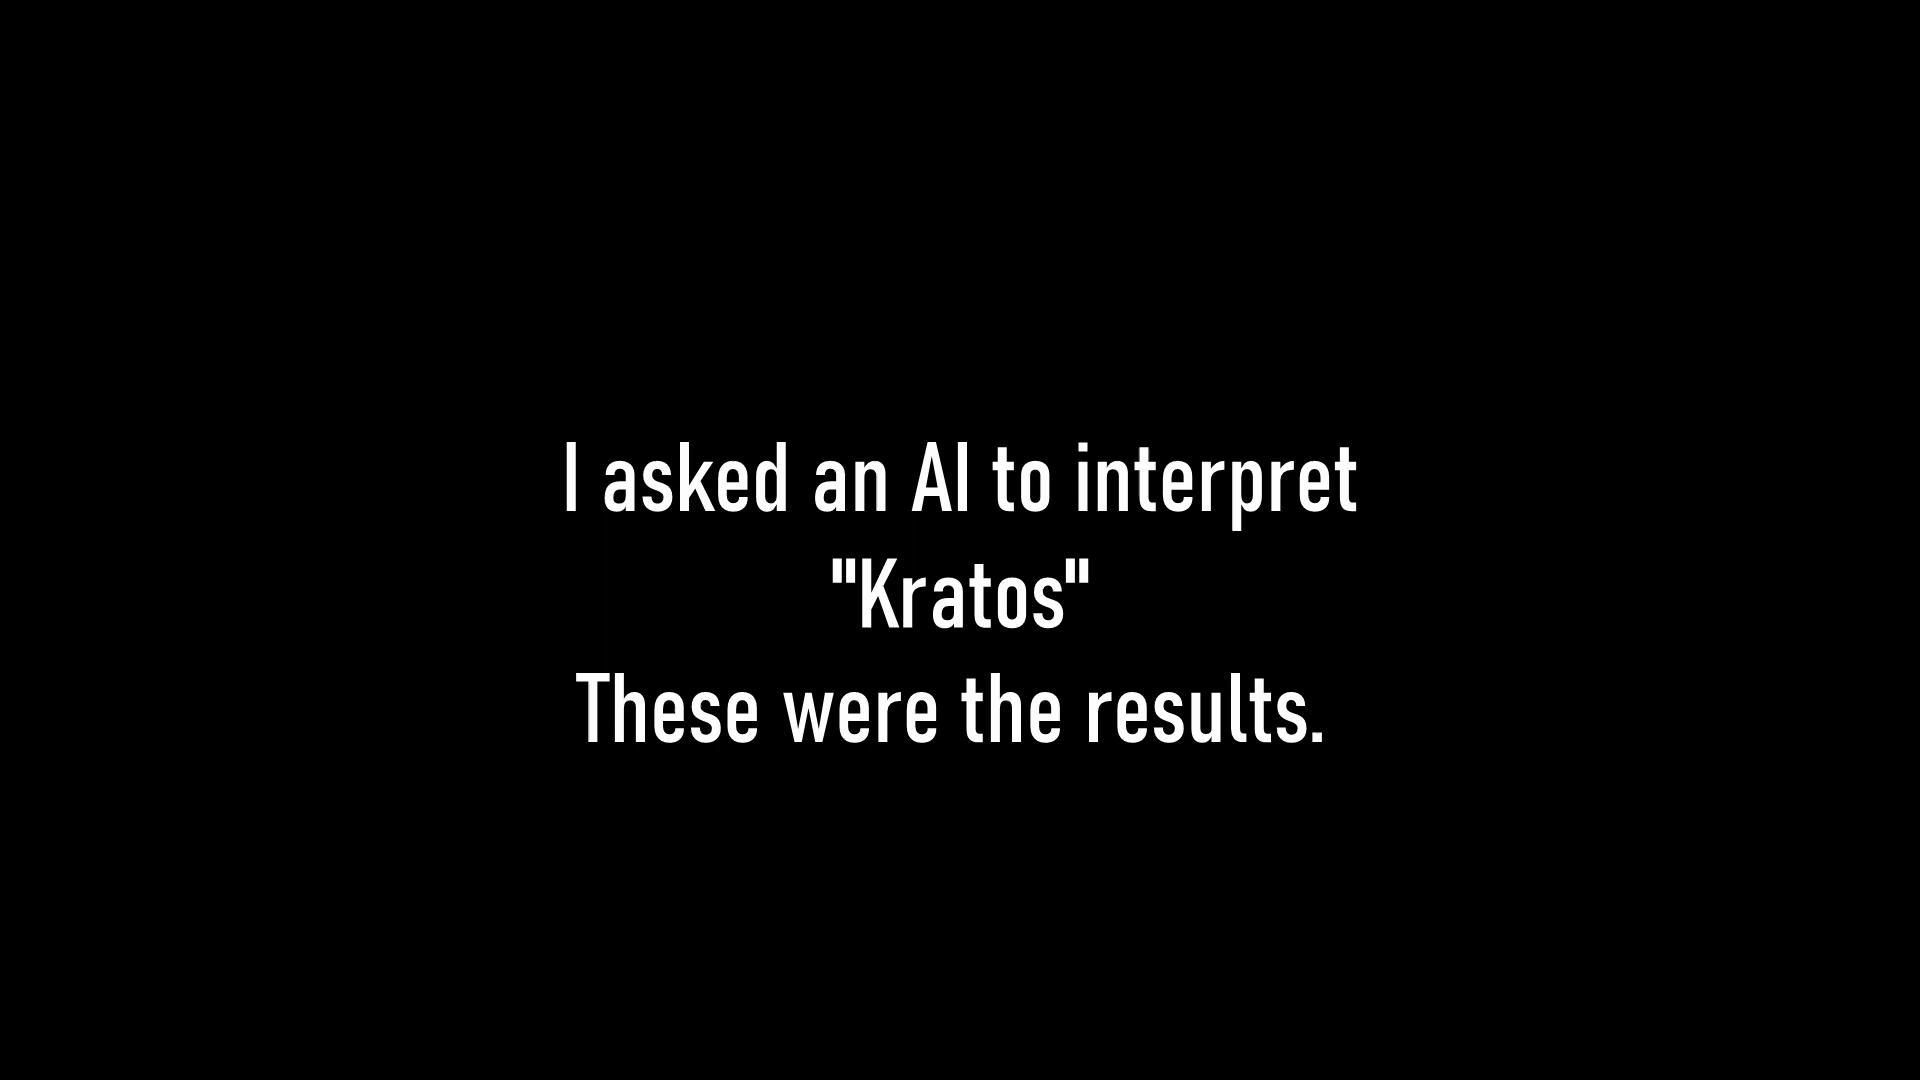 I asked an AI to interpret
"Kratos"
These were the results.